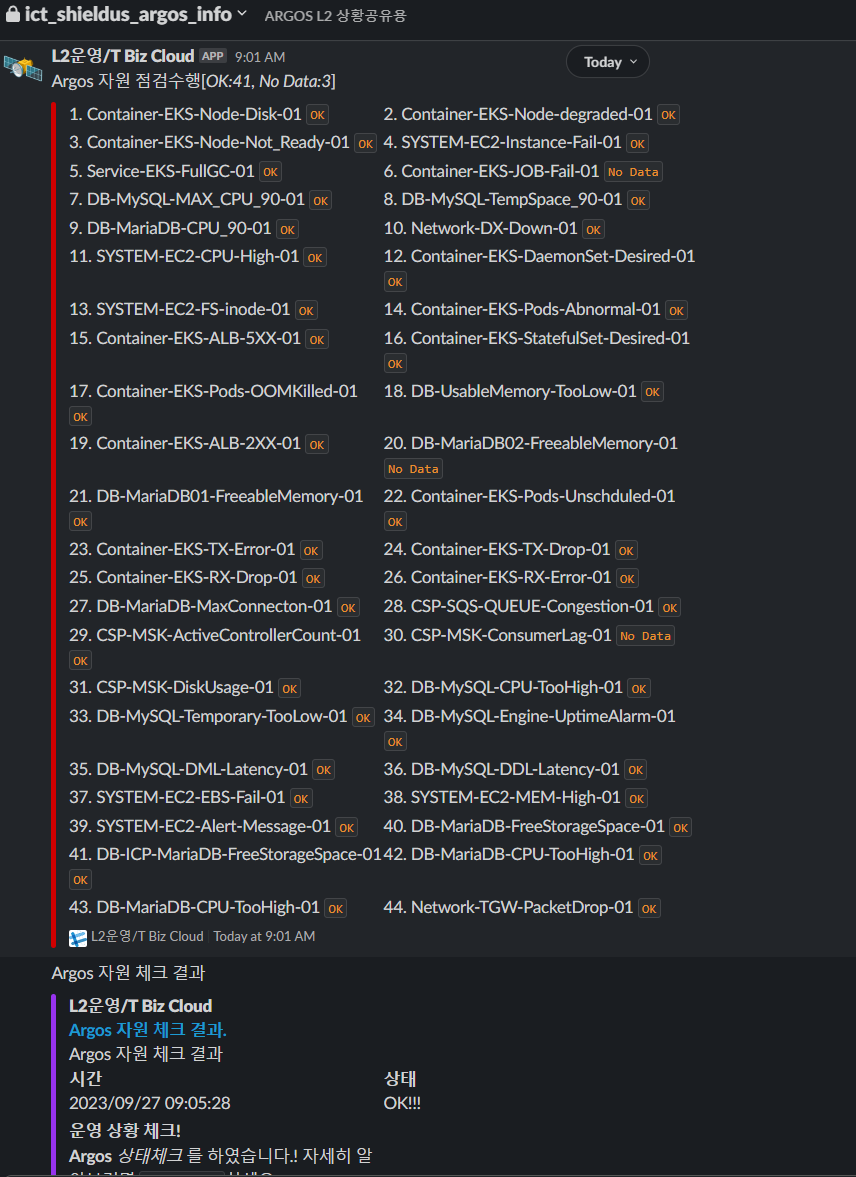 ict_shieldus_argos_info ARGOS L2 상황공유용
L2운영/T Biz Cloud APP 9:01 AM
Today
Argos 자원 점검수행[OK:41, No Data:3]
1. Container-EKS-Node-Disk-01 OK 2. Container-EKS-Node-degraded-01 OK
3. Container-EKS-Node-Not_Ready-01 OK 4. SYSTEM-EC2-Instance-Fail-01 OK
5. Service-EKS-FullGC-01 OK 6. Container-EKS-JOB-Fail-01 No Data
7. DB-MySQL-MAX_CPU_90-01 OK 8. DB-MySQL-TempSpace_90-01 OK
9. DB-MariaDB-CPU_90-01 OK 10. Network-DX-Down-01 OK
11. SYSTEM-EC2-CPU-High-01 OK 12. Container-EKS-DaemonSet-Desired-01
OK
13. SYSTEM-EC2-FS-inode-01 OK 14. Container-EKS-Pods-Abnormal-01 OK
15. Container-EKS-ALB-5XX-01 OK 16. Container-EKS-StatefulSet-Desired-01
OK
17. Container-EKS-Pods-OOMKilled-01 18. DB-UsableMemory-TooLow-01 OK
OK
19. Container-EKS-ALB-2XX-01 OK 20. DB-MariaDB02-FreeableMemory-01
No Data
21. DB-MariaDB01-FreeableMemory-01 22. Container-EKS-Pods-Unschduled-01
OK OK
23. Container-EKS-TX-Error-01 OK 24. Container-EKS-TX-Drop-01 OK
25. Container-EKS-RX-Drop-01 OK 26. Container-EKS-RX-Error-01 OK
27. DB-MariaDB-MaxConnecton-01 OK 28. CSP-SQS-QUEUE-Congestion-01 OK
29. CSP-MSK-ActiveControllerCount-01 30. CSP-MSK-ConsumerLag-01 No Data
OK
31. CSP-MSK-DiskUsage-01 OK 32. DB-MySQL-CPU-TooHigh-01 OK
33. DB-MySQL-Temporary-TooLow-01 OK 34. DB-MySQL-Engine-UptimeAlarm-01
OK
35. DB-MySQL-DML-Latency-01 OK 36. DB-MySQL-DDL-Latency-01 OK
37. SYSTEM-EC2-EBS-Fail-01 OK 38. SYSTEM-EC2-MEM-High-01 OK
39. SYSTEM-EC2-Alert-Message-01 OK 40. DB-MariaDB-FreeStorageSpace-01 OK
41. DB-ICP-MariaDB-FreeStorageSpace-01 42. DB-MariaDB-CPU-TooHigh-01 OK
OK
43. DB-MariaDB-CPU-TooHigh-01 OK 44. Network-TGW-PacketDrop-01 OK
L2운영/T Biz Cloud Today at 9:01 AM
Argos 자원 체크 결과
L2운영/T Biz Cloud
Argos 자원 체크 결과.
Argos 자원 체크 결과
시간 상태
2023/09/27 09:05:28 OK!!!
운영 상황 체크!
Argos 상태체크 를 하였습니다.! 자세히 알